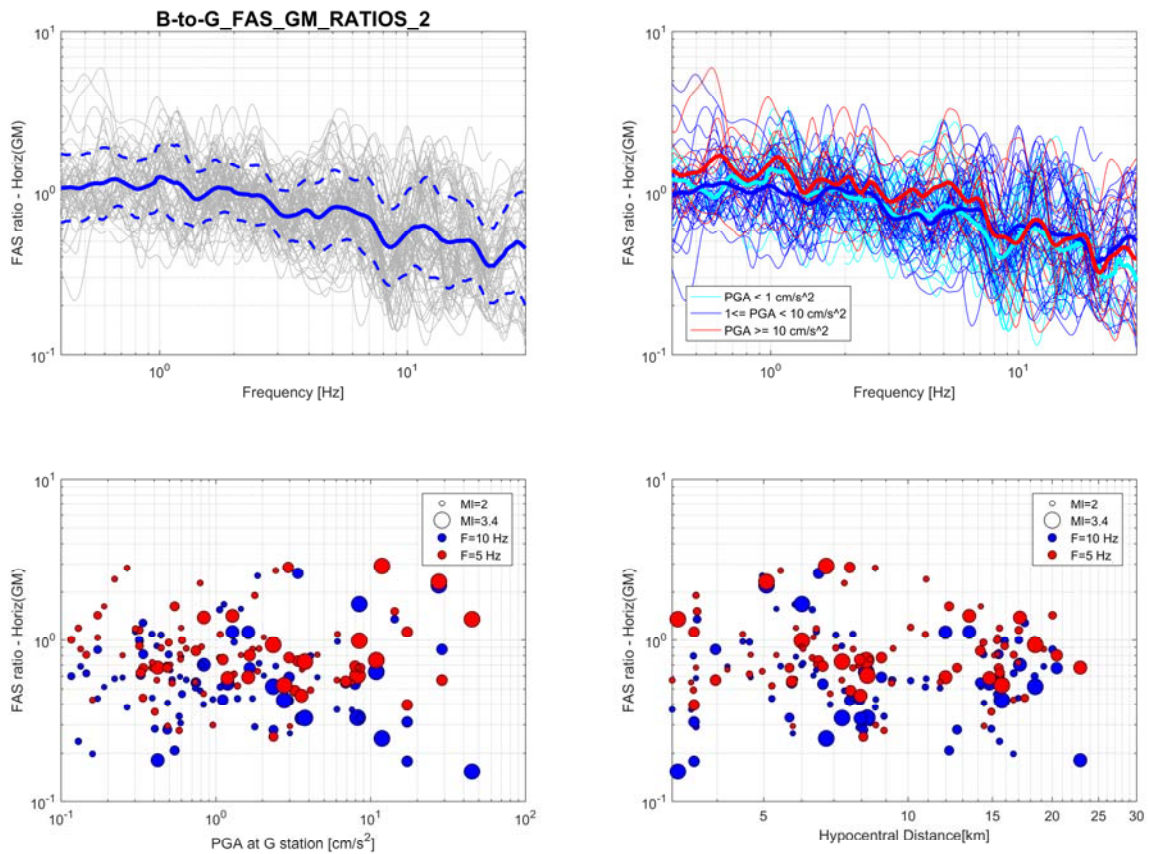 B-to-G_FAS_GM_RATIOS_2
FAS ratio - Horiz(GM)
10^1
10^0
10^-1
10^0
10^1
Frequency [Hz]
FAS ratio - Horiz(GM)
10^1
10^0
10^-1
PGA < 1 cm/s^2
1<= PGA < 10 cm/s^2
PGA >= 10 cm/s^2
10^0
10^1
Frequency [Hz]
FAS ratio - Horiz(GM)
10^1
10^0
10^-1
Ml=2
Ml=3.4
F=10 Hz
F=5 Hz
10^-1
10^0
10^1
10^2
PGA at G station [cm/s^2]
FAS ratio - Horiz(GM)
10^1
10^0
10^-1
Ml=2
Ml=3.4
F=10 Hz
F=5 Hz
5
10
15
20
25
30
Hypocentral Distance[km]